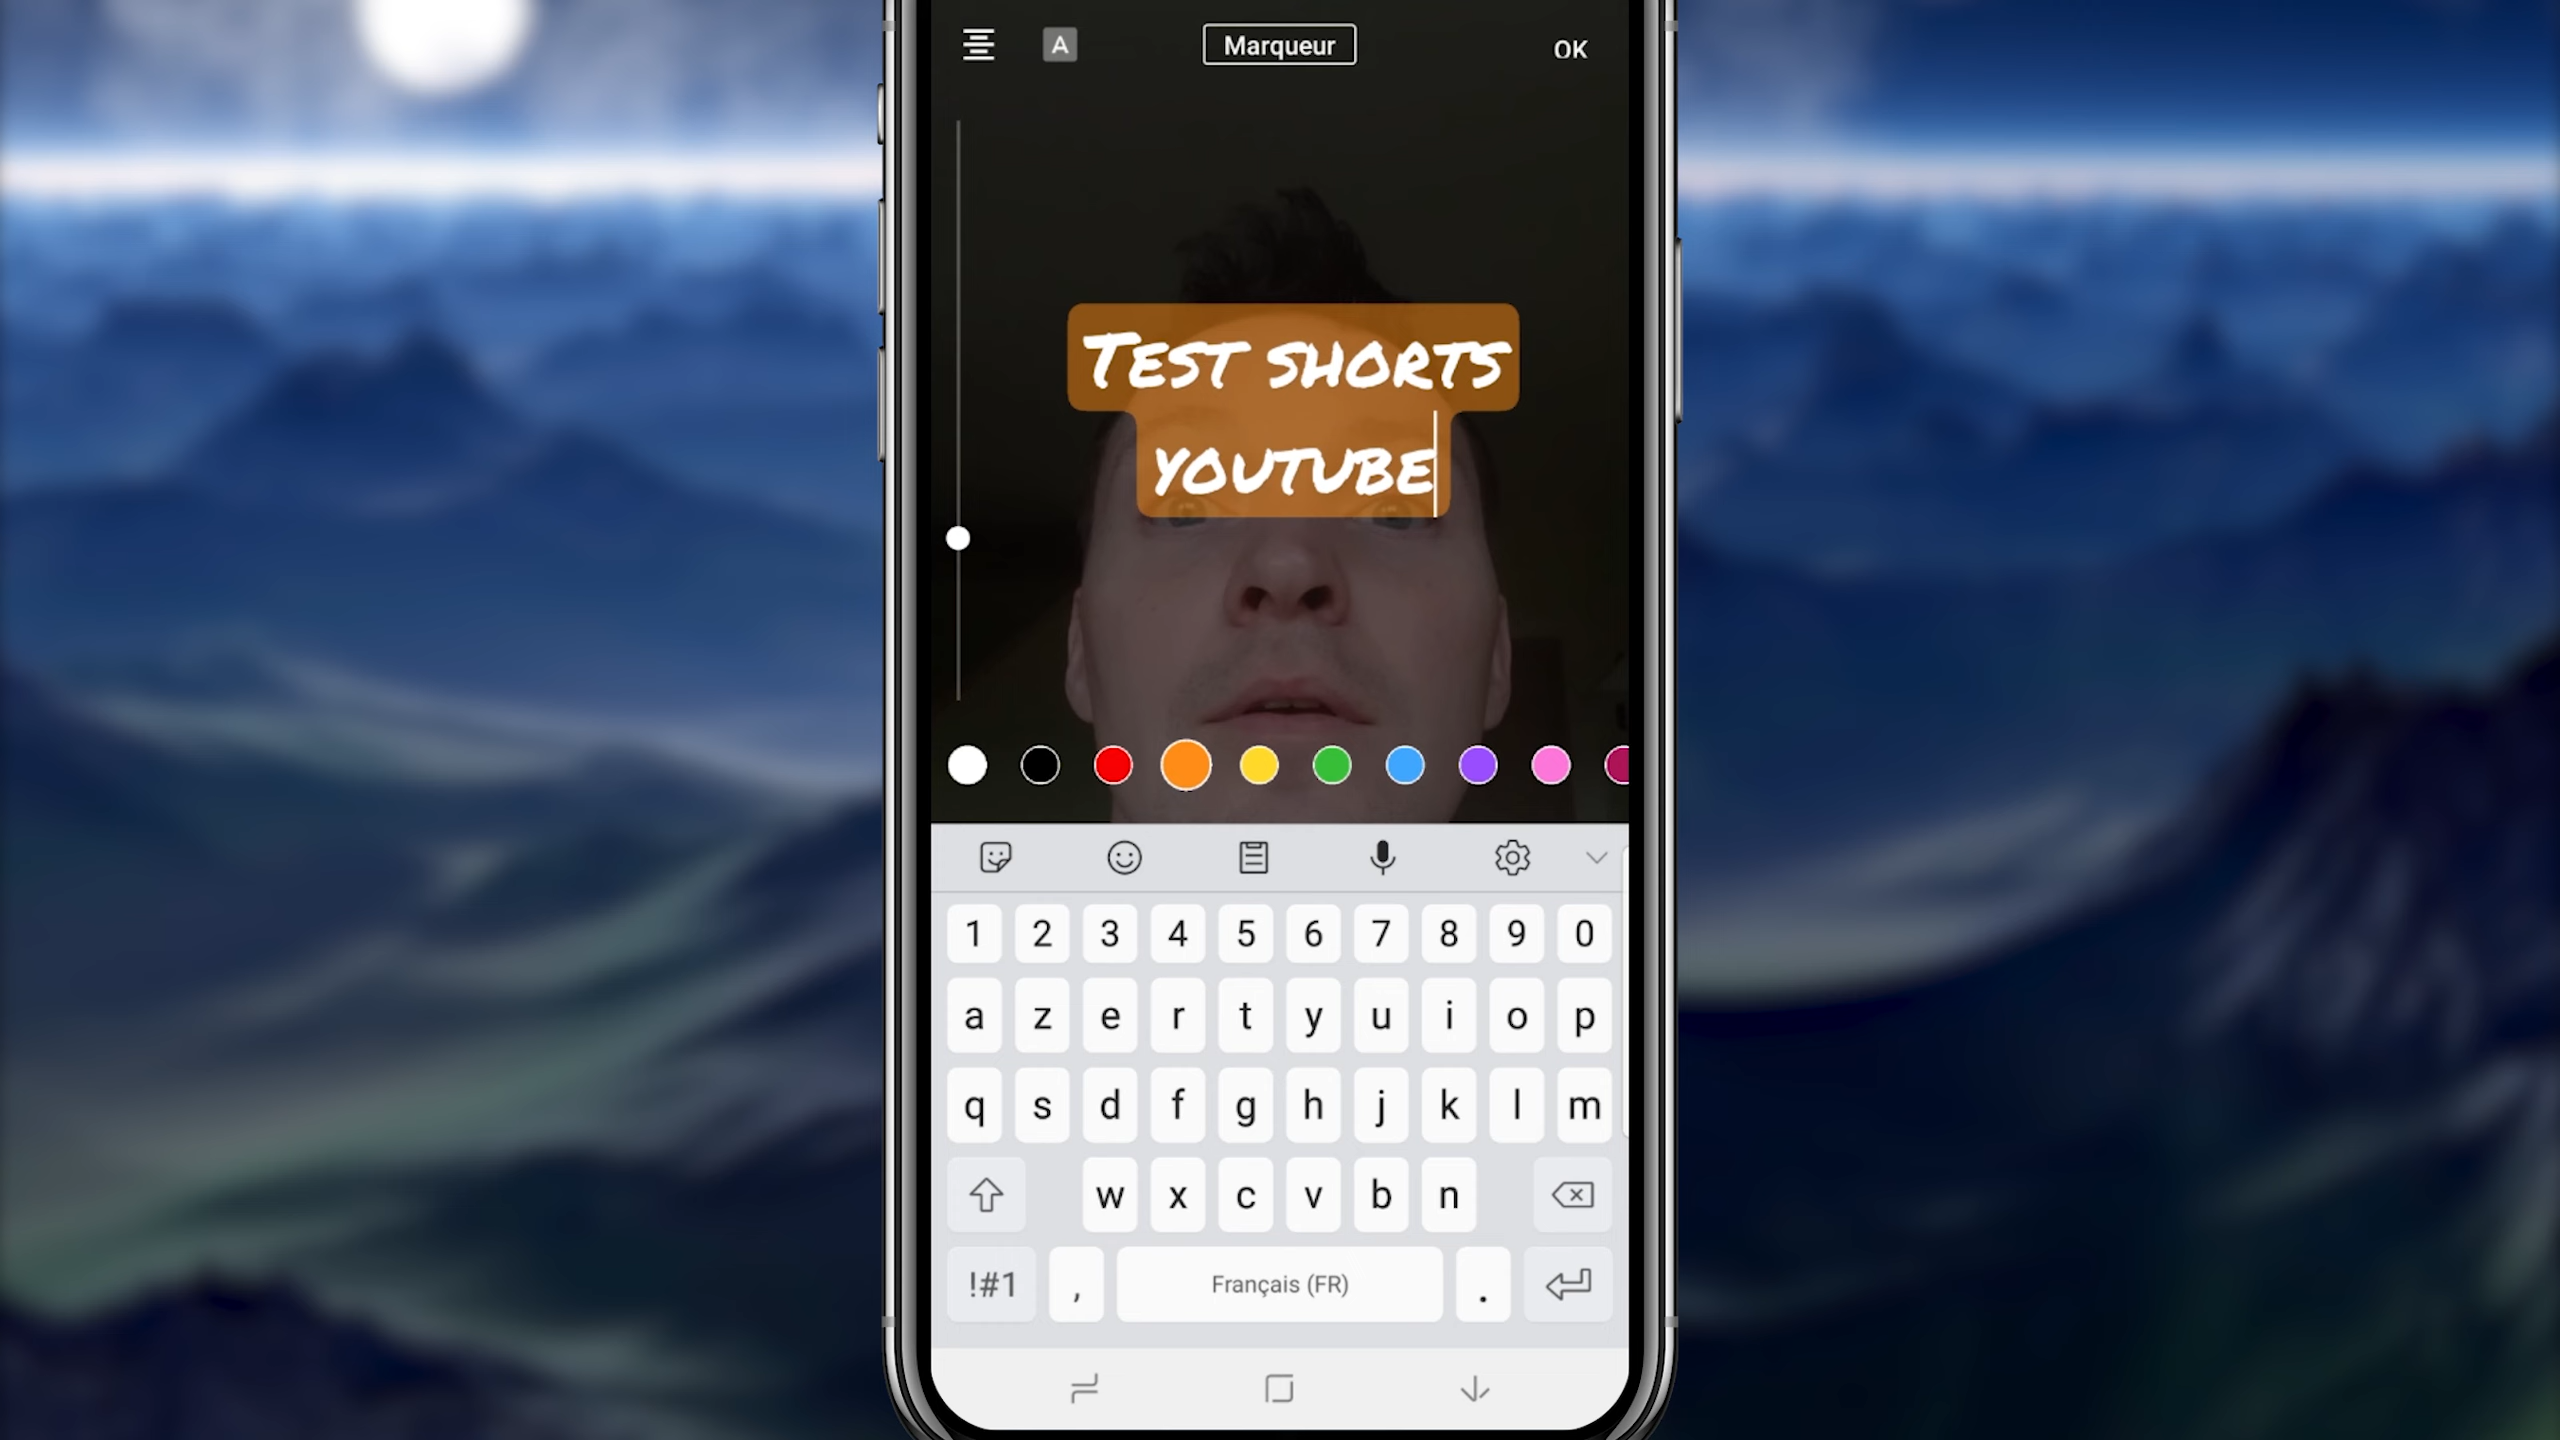 A
Marqueur
OK
Test shorts
youtube
1 2 3 4 5 6 7 8 9 0
a z e r t y u i o p
q s d f g h j k l m
w x c v b n
!#1 , Français (FR) .